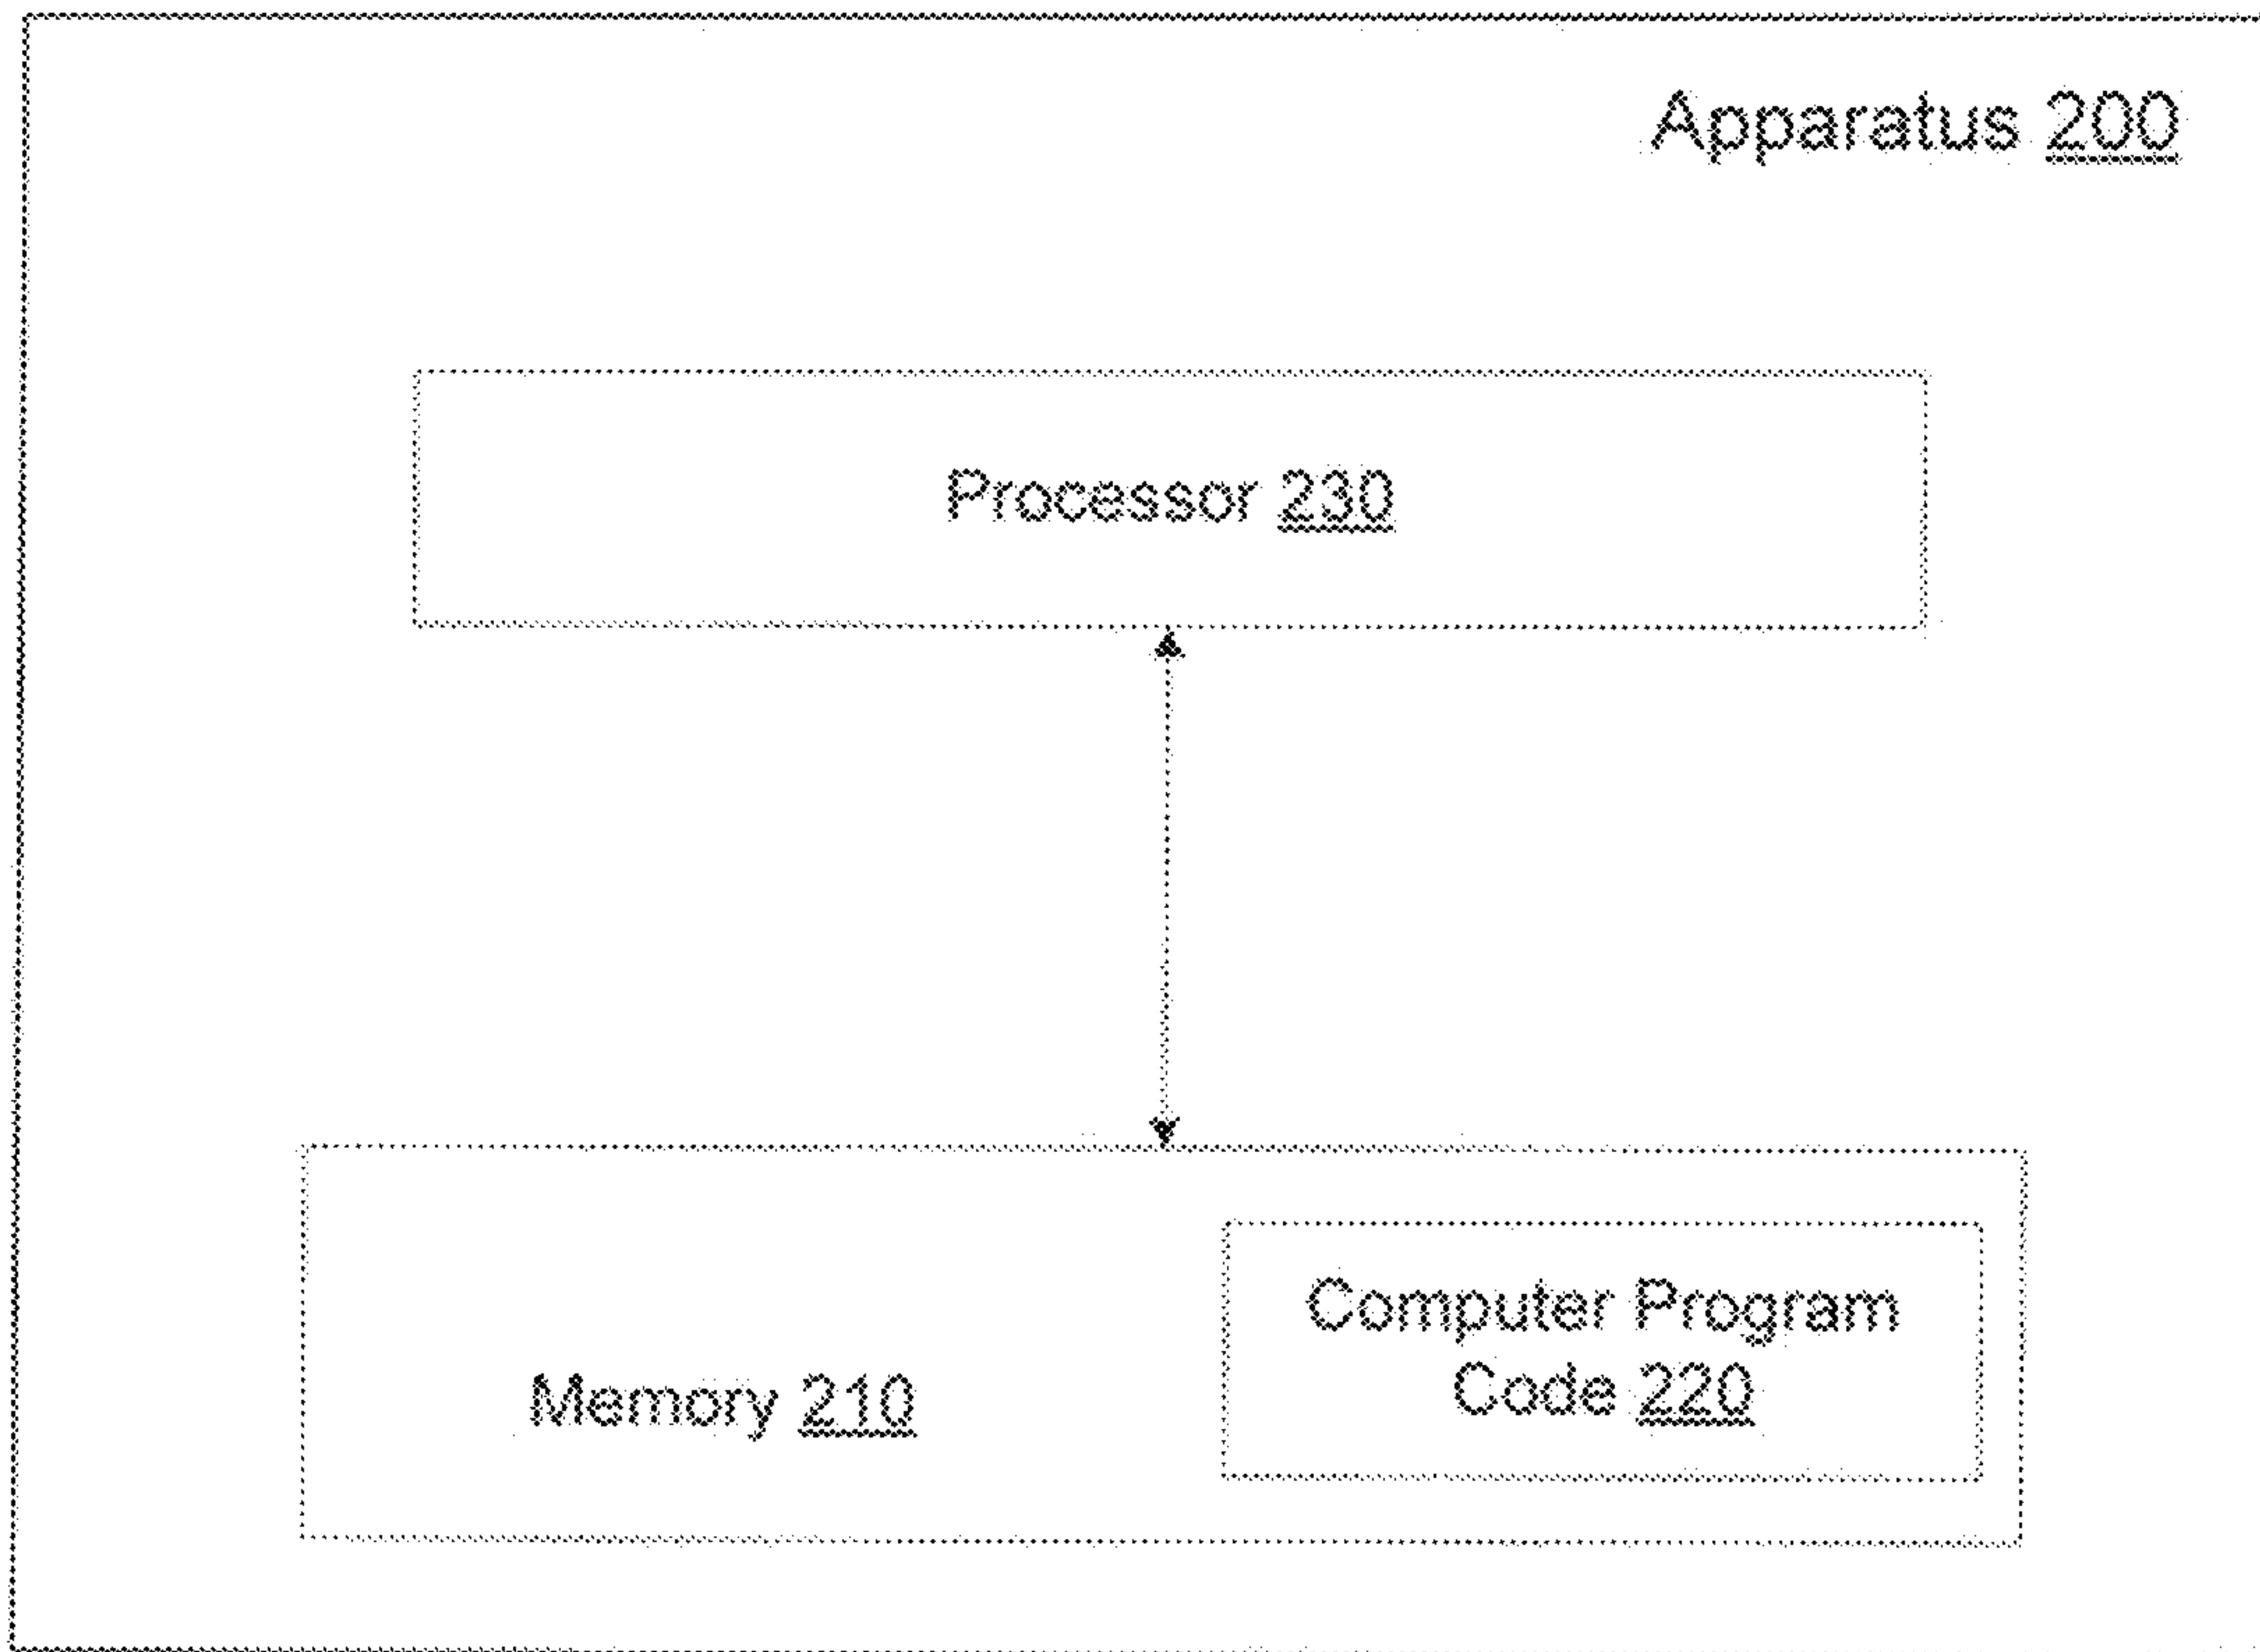 Apparatus 200
Processor 230
Computer Program
Code 220
Memory 210